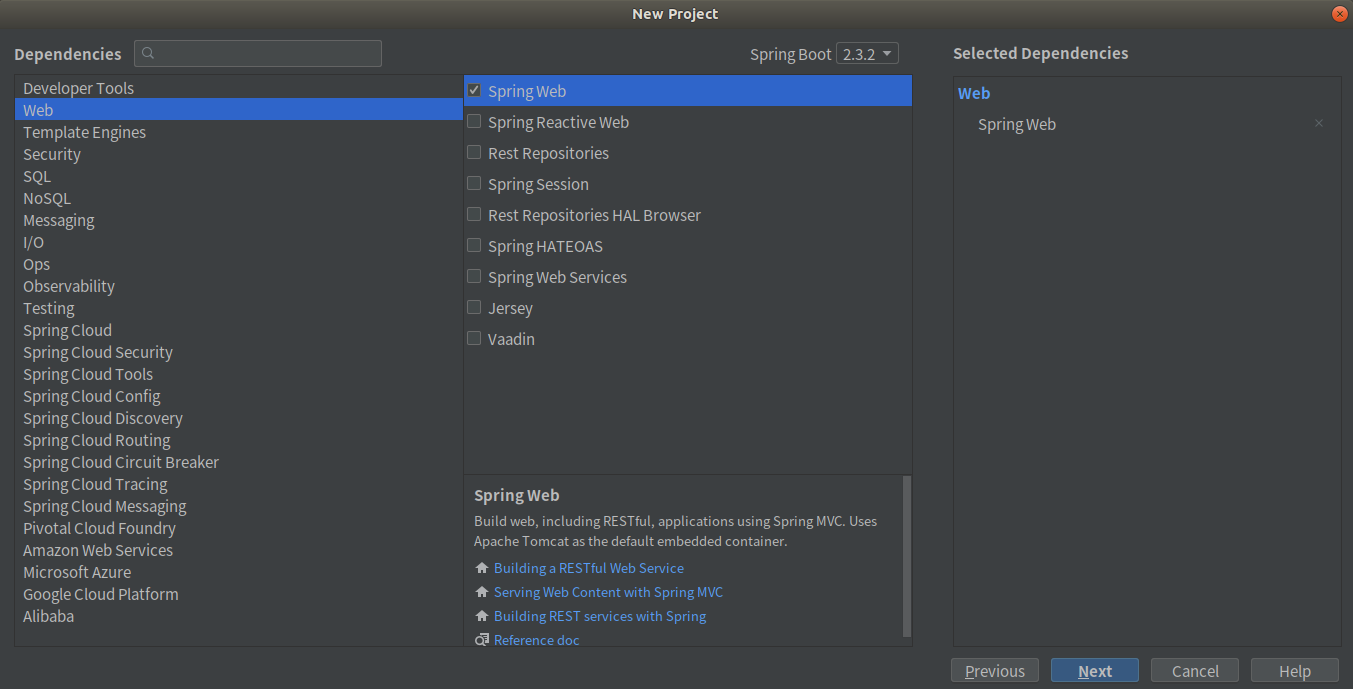 New Project
Dependencies
Spring Boot 2.3.2
Selected Dependencies
Developer Tools
Web
Template Engines
Security
SQL
NoSQL
Messaging
I/O
Ops
Observability
Testing
Spring Cloud
Spring Cloud Security
Spring Cloud Tools
Spring Cloud Config
Spring Cloud Discovery
Spring Cloud Routing
Spring Cloud Circuit Breaker
Spring Cloud Tracing
Spring Cloud Messaging
Pivotal Cloud Foundry
Amazon Web Services
Microsoft Azure
Google Cloud Platform
Alibaba
Spring Web
Spring Reactive Web
Rest Repositories
Spring Session
Rest Repositories HAL Browser
Spring HATEOAS
Spring Web Services
Jersey
Vaadin
Spring Web
Build web, including RESTful, applications using Spring MVC. Uses
Apache Tomcat as the default embedded container.
Building a RESTful Web Service
Serving Web Content with Spring MVC
Building REST services with Spring
Reference doc
Web
Spring Web
Previous
Next
Cancel
Help